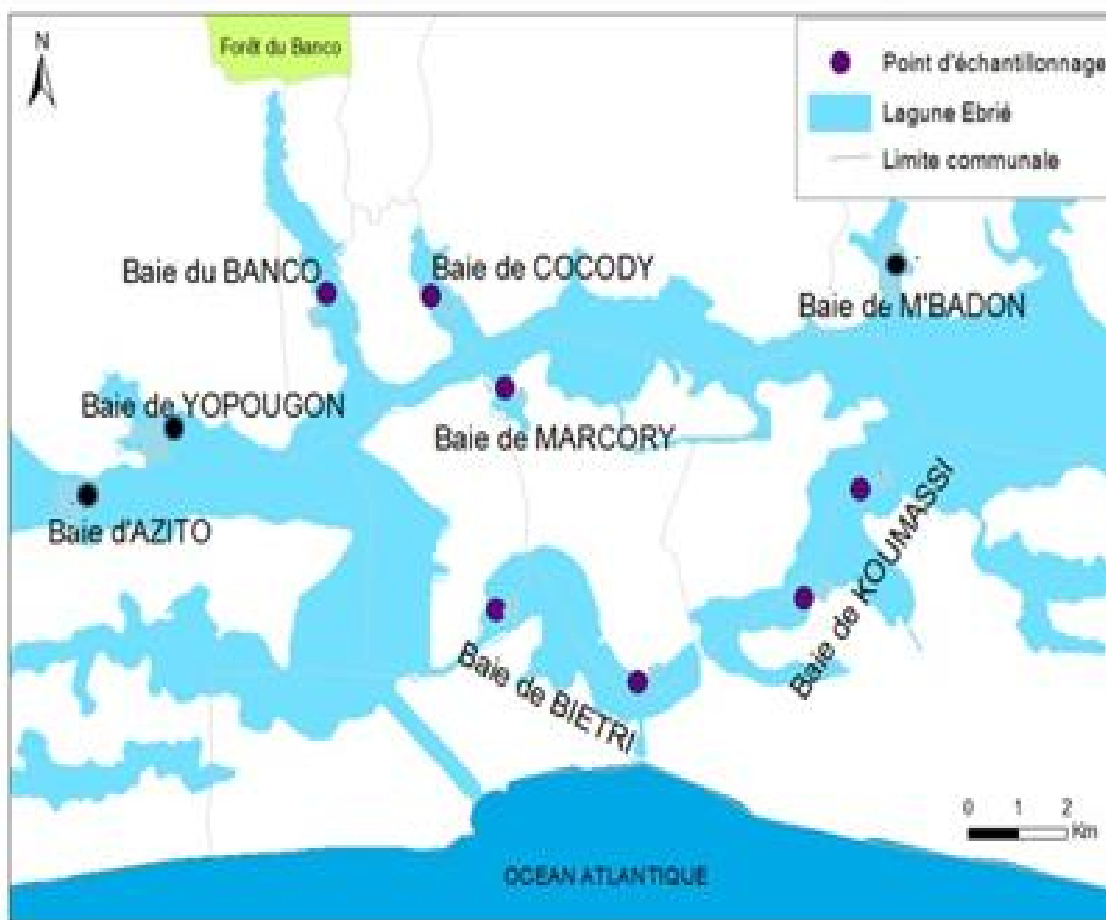 N
Forêt du Banco
Point d'échantillonnage
Lagune Ebrié
Limite communale
Baie du BANCO
Baie de COCODY
Baie de M'BADON
Baie de YOPOUGON
Baie de MARCORY
Baie d'AZITO
Baie de KOUMASSI
Baie de BIETRI
0 1 2
Km
OCEAN ATLANTIQUE